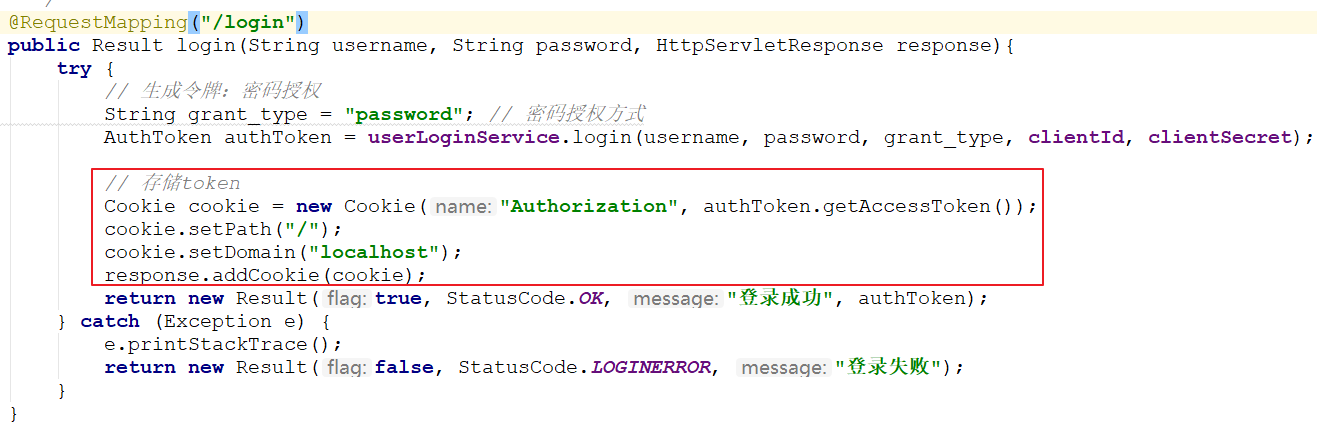 */
@RequestMapping("/login")
public Result login(String username, String password, HttpServletResponse response){
try {
// 生成令牌：密码授权
String grant_type = "password"; // 密码授权方式
AuthToken authToken = userLoginService.login(username, password, grant_type, clientId, clientSecret);
// 存储token
Cookie cookie = new Cookie( name: "Authorization", authToken.getAccessToken());
cookie.setPath("/");
cookie.setDomain("localhost");
response.addCookie(cookie);
return new Result( flag: true, StatusCode.OK, message: "登录成功", authToken);
} catch (Exception e) {
e.printStackTrace();
return new Result( flag: false, StatusCode.LOGINERROR, message: "登录失败");
}
}